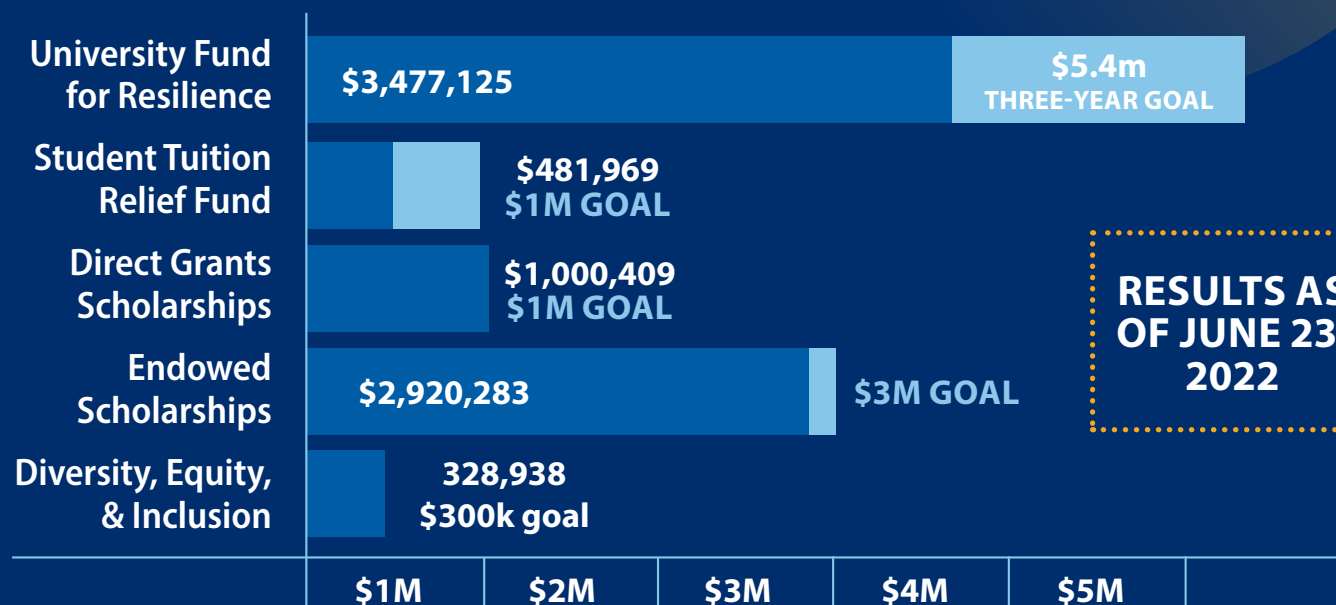 University Fund
for Resilience
$3,477,125
$5.4m
THREE-YEAR GOAL
Student Tuition
Relief Fund
$481,969
$1M GOAL
Direct Grants
Scholarships
$1,000,409
$1M GOAL
Endowed
Scholarships
$2,920,283
$3M GOAL
Diversity, Equity,
& Inclusion
328,938
$300k goal
RESULTS AS
OF JUNE 23
2022
$1M $2M $3M $4M $5M